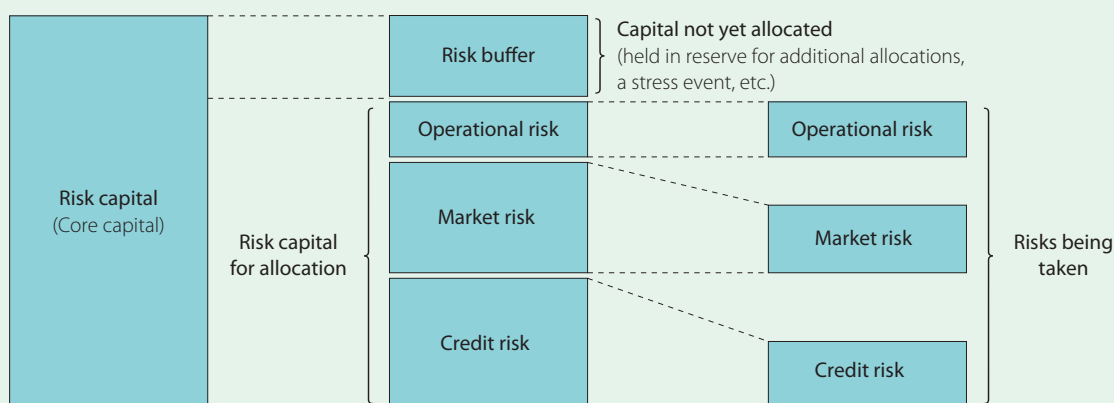 Risk capital
(Core capital)
Risk capital
for allocation
Risk buffer
Operational risk
Market risk
Credit risk
Capital not yet allocated
(held in reserve for additional allocations,
a stress event, etc.)
Operational risk
Market risk
Credit risk
Risks being
taken